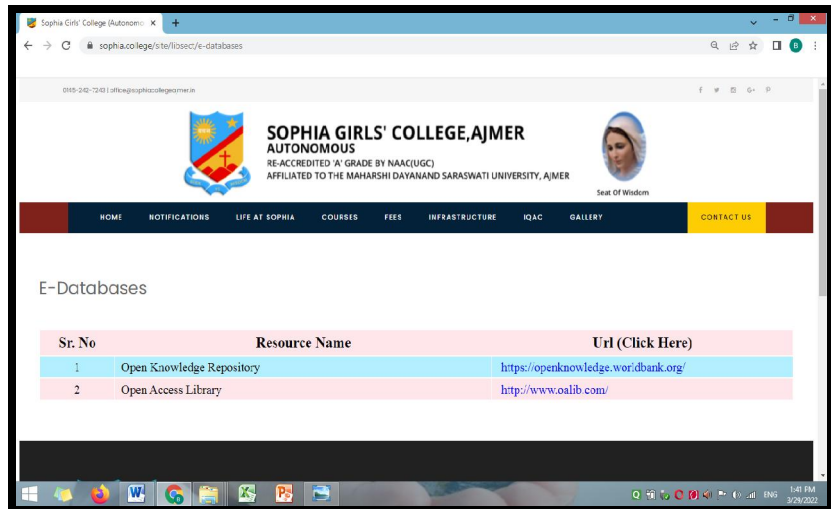 Sophia Girls' College (Autonomo
sophia.college/site/libsect/e-databases
0145-242-7243 | office@sophiacollegeajmer.in
SOPHIA GIRLS' COLLEGE,AJMER
AUTONOMOUS
RE-ACCREDITED 'A' GRADE BY NAAC(UGC)
AFFILIATED TO THE MAHARSHI DAYANAND SARASWATI UNIVERSITY, AJMER
Seat Of Wisdom
HOME NOTIFICATIONS LIFE AT SOPHIA COURSES FEES INFRASTRUCTURE IQAC GALLERY CONTACT US
E-Databases
Sr. No Resource Name Url (Click Here)
1 Open Knowledge Repository https://openknowledge.worldbank.org/
2 Open Access Library http://www.oalib.com/
ENG 1:41 PM
3/29/2022